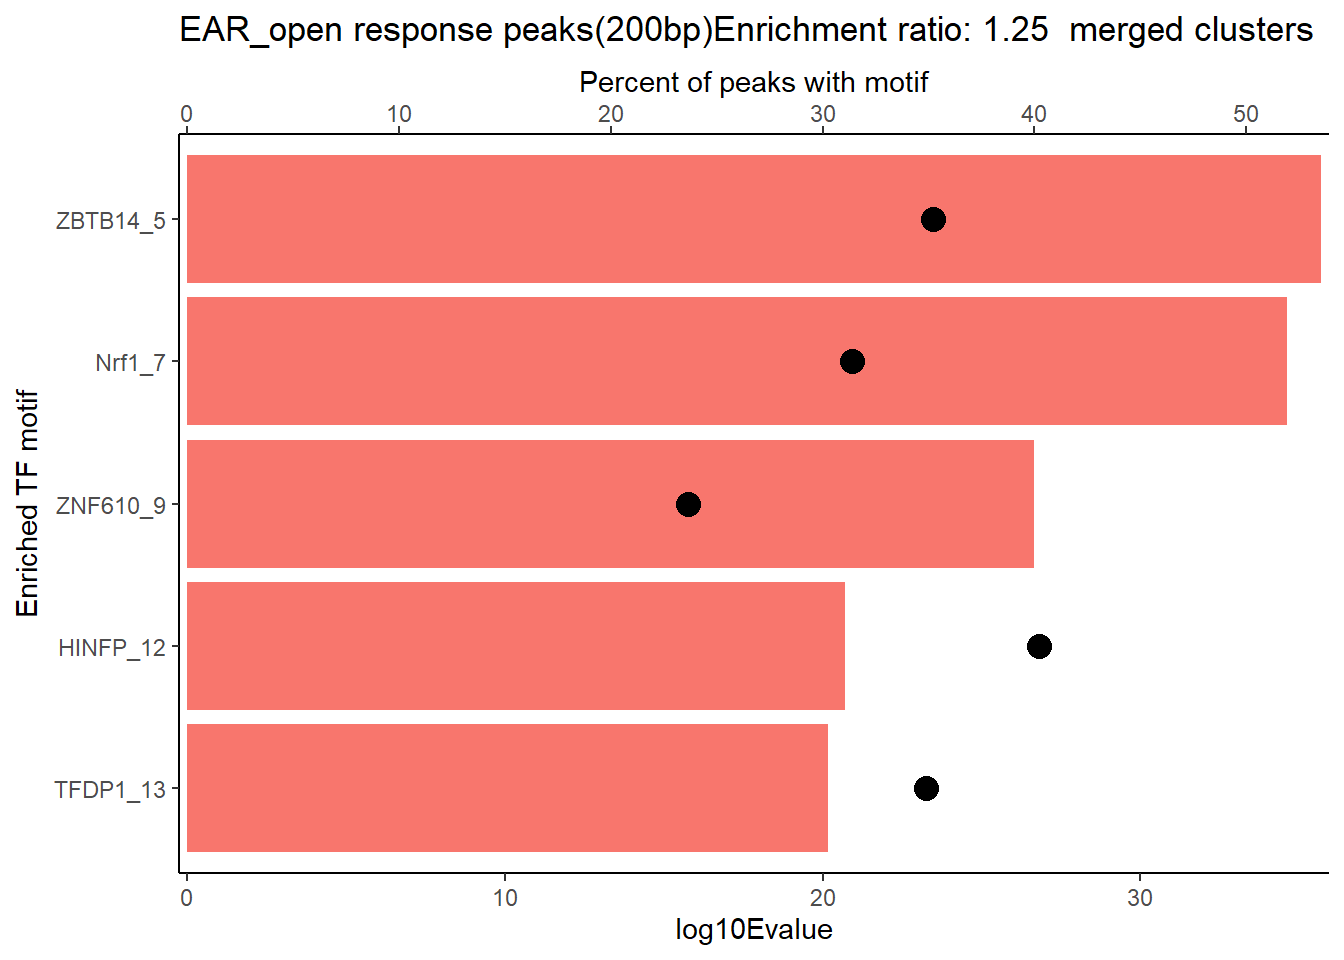 EAR_open response peaks(200bp)Enrichment ratio: 1.25  merged clusters
Percent of peaks with motif
0 10 20 30 40 50
Enriched TF motif
ZBTB14_5
Nrf1_7
ZNF610_9
HINFP_12
TFDP1_13
0 10 20 30
log10Evalue